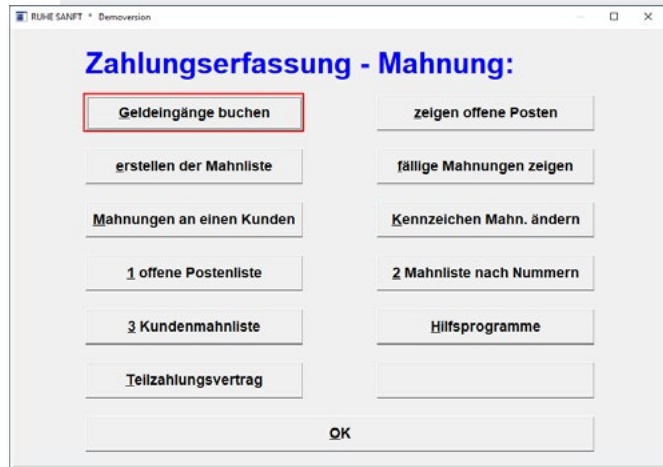 RUHE SANFT * Demoversion
Zahlungserfassung - Mahnung:
Geldeingänge buchen
zeigen offene Posten
erstellen der Mahnliste
fällige Mahnungen zeigen
Mahnungen an einen Kunden
Kennzeichen Mahn. ändern
1 offene Postenliste
2 Mahnliste nach Nummern
3 Kundenmahnliste
Hilfsprogramme
Teilzahlungsvertrag
OK